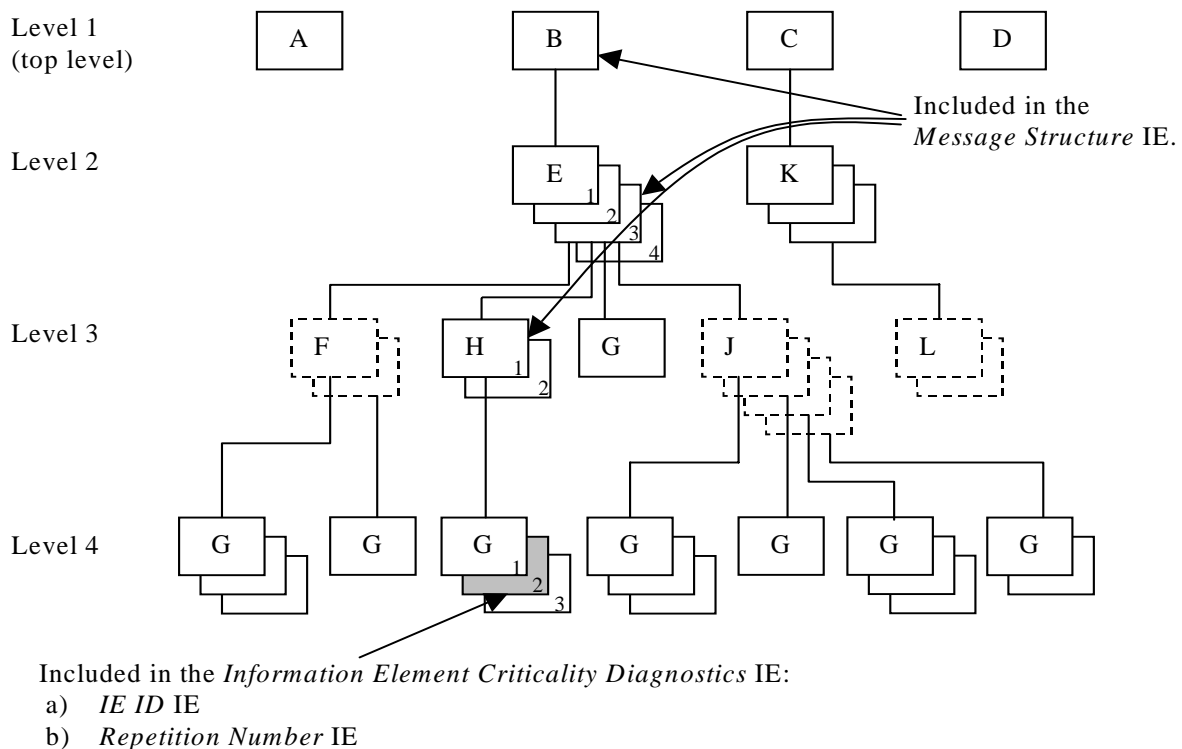 Level 1
(top level)
A
B
C
D
Included in the
Message Structure IE.
Level 2
E
1
2
3
4
K
Level 3
F
H
1
2
G
J
L
Level 4
G
G
G
1
2
3
G
G
G
G
Included in the Information Element Criticality Diagnostics IE:
a) IE ID IE
b) Repetition Number IE